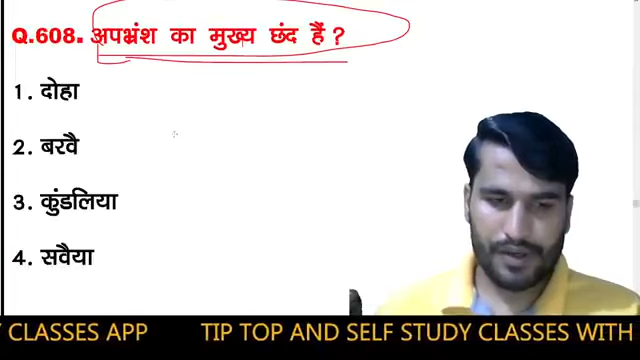 Q.608. अपभ्रंश का मुख्य छंद हैं ?
1. दोहा
2. बरवै
3. कुंडलिया
4. सवैया
Y CLASSES APP TIP TOP AND SELF STUDY CLASSES WITH